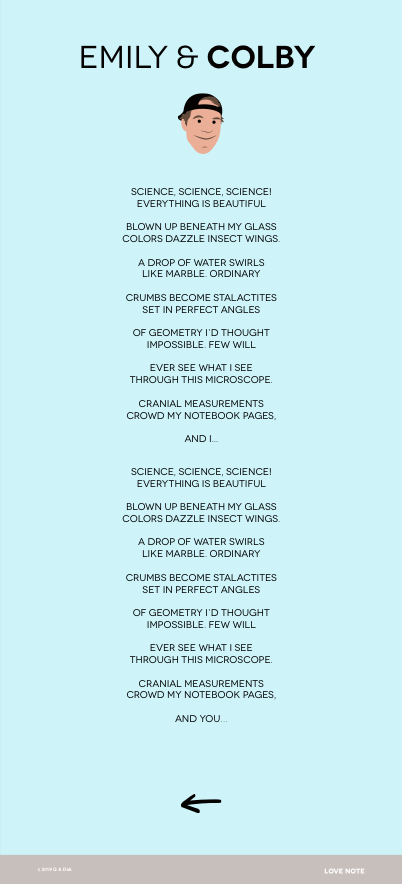 EMILY & COLBY
SCIENCE, SCIENCE, SCIENCE!
EVERYTHING IS BEAUTIFUL
BLOWN UP BENEATH MY GLASS
COLORS DAZZLE INSECT WINGS.
A DROP OF WATER SWIRLS
LIKE MARBLE. ORDINARY
CRUMBS BECOME STALACTITES
SET IN PERFECT ANGLES
OF GEOMETRY I'D THOUGHT
IMPOSSIBLE. FEW WILL
EVER SEE WHAT I SEE
THROUGH THIS MICROSCOPE.
CRANIAL MEASUREMENTS
CROWD MY NOTEBOOK PAGES,
AND I...
SCIENCE, SCIENCE, SCIENCE!
EVERYTHING IS BEAUTIFUL
BLOWN UP BENEATH MY GLASS
COLORS DAZZLE INSECT WINGS.
A DROP OF WATER SWIRLS
LIKE MARBLE. ORDINARY
CRUMBS BECOME STALACTITES
SET IN PERFECT ANGLES
OF GEOMETRY I'D THOUGHT
IMPOSSIBLE. FEW WILL
EVER SEE WHAT I SEE
THROUGH THIS MICROSCOPE.
CRANIAL MEASUREMENTS
CROWD MY NOTEBOOK PAGES,
AND YOU...
LOVE NOTE